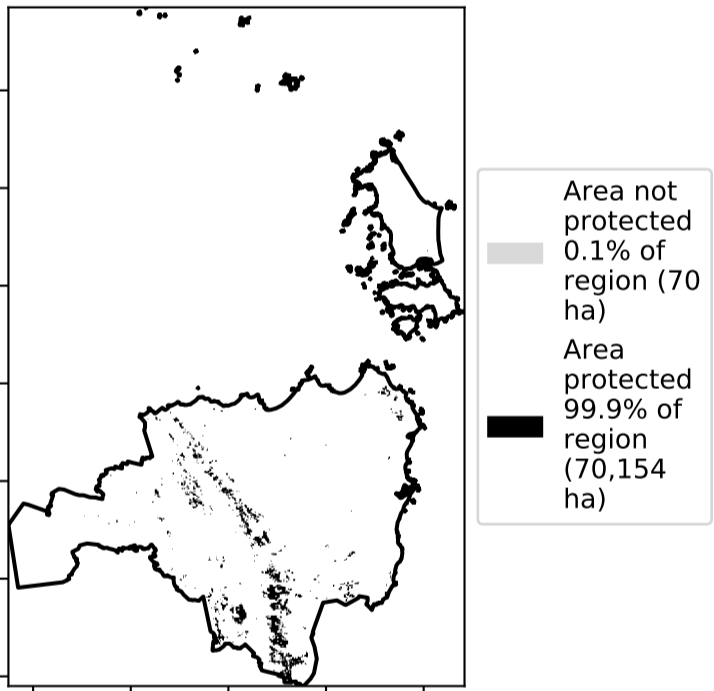 Area not
protected
0.1% of
region (70
ha)
Area
protected
99.9% of
region
(70,154
ha)